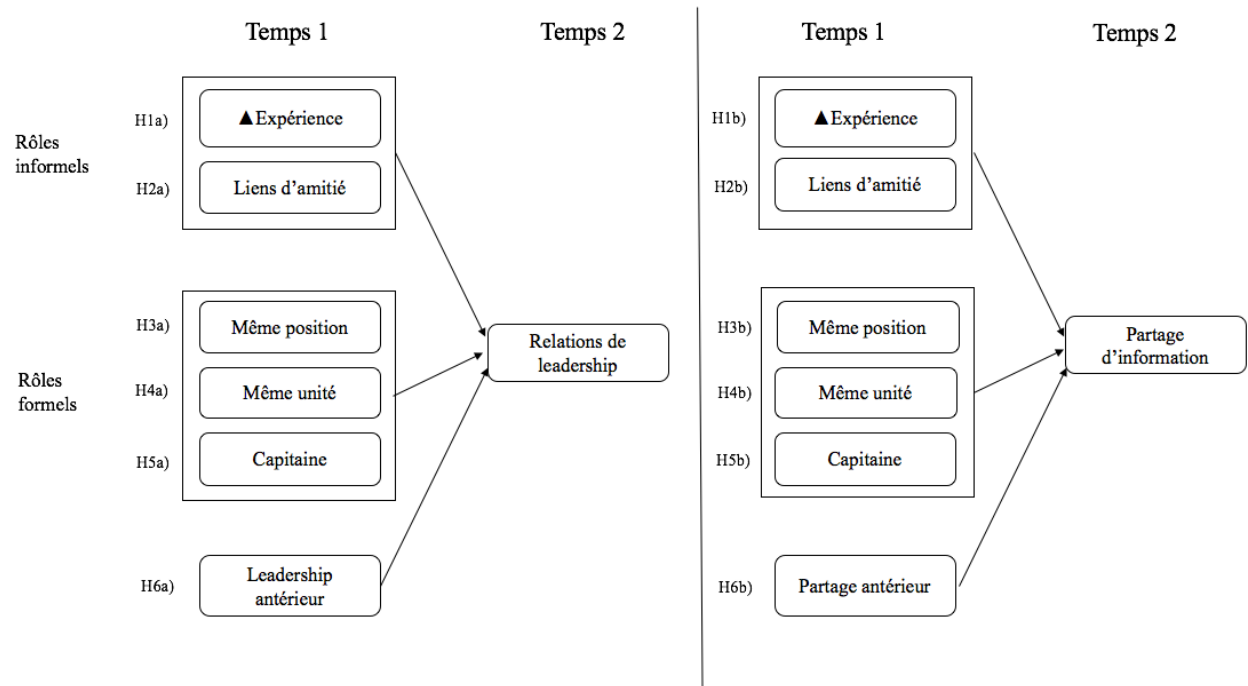 Temps 1
Temps 2
Rôles
informels
H1a)
▲Expérience
H2a)
Liens d'amitié
Rôles
formels
H3a)
Même position
H4a)
Même unité
H5a)
Capitaine
H6a)
Leadership
antérieur
Relations de
leadership
Temps 1
Temps 2
H1b)
▲Expérience
H2b)
Liens d'amitié
H3b)
Même position
H4b)
Même unité
H5b)
Capitaine
H6b)
Partage antérieur
Partage
d'information